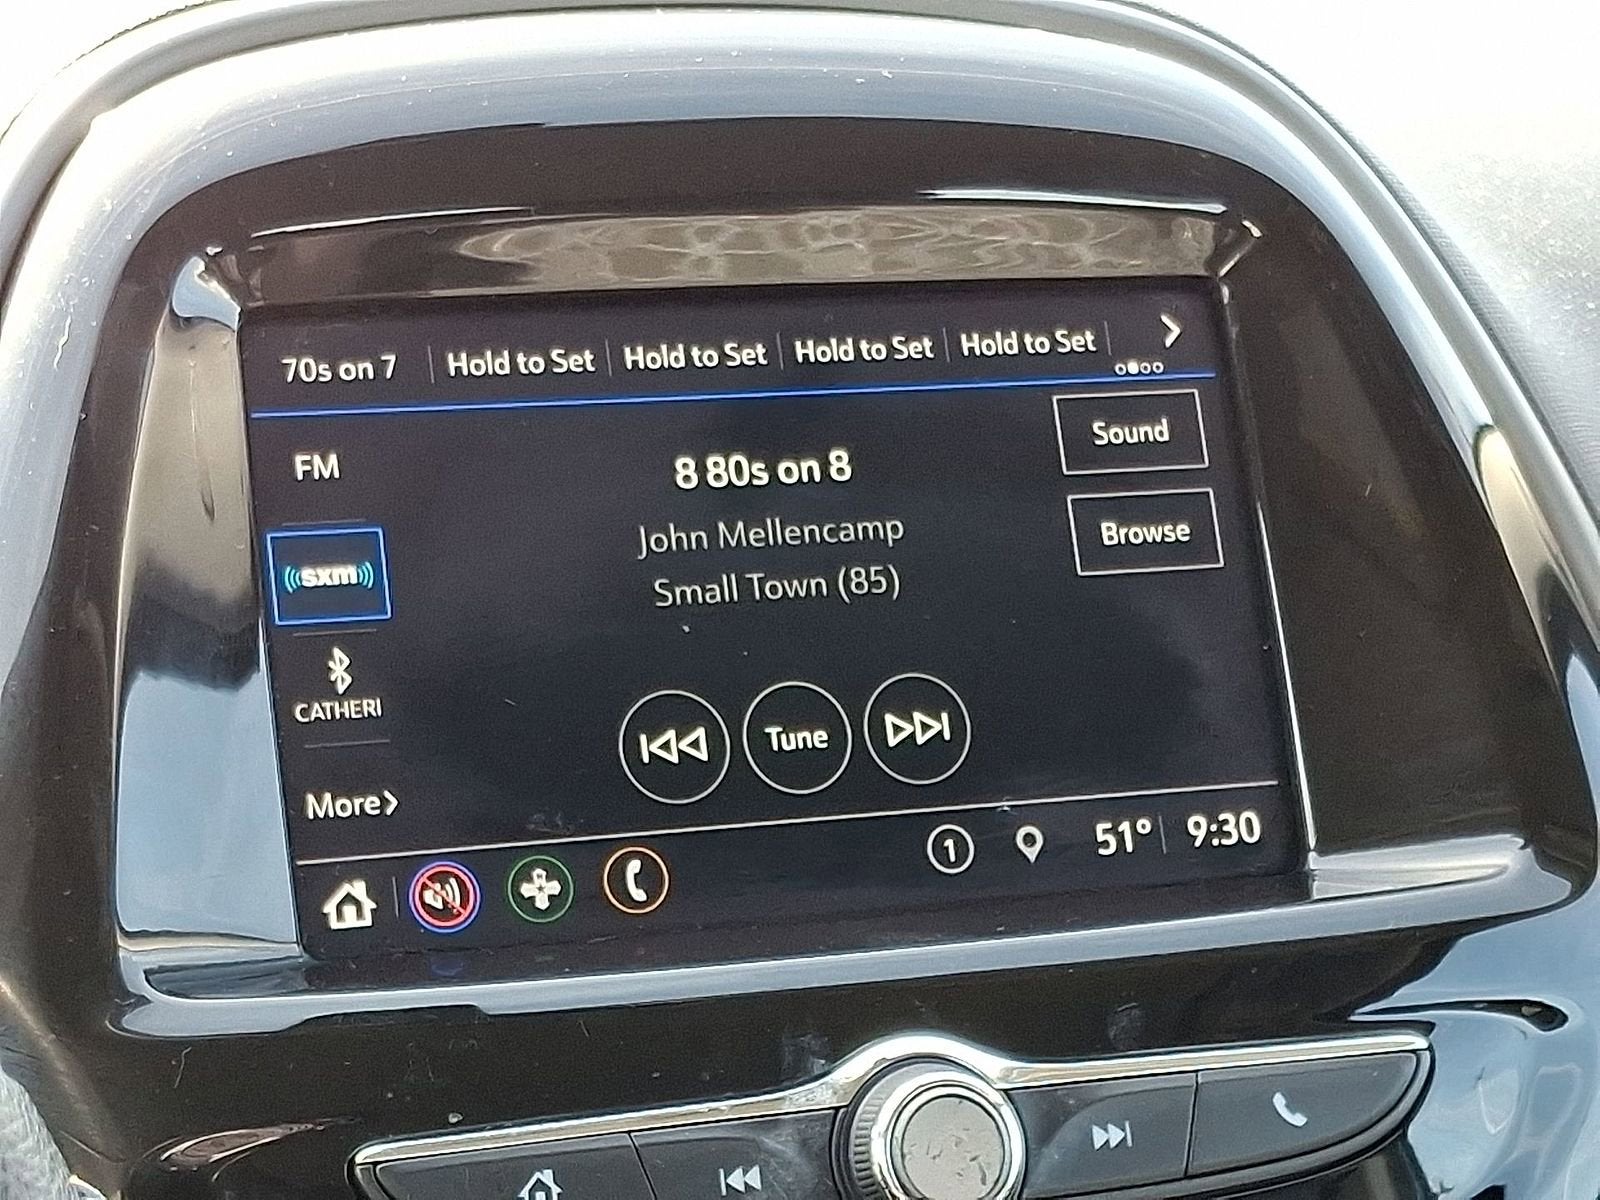 70s on 7 Hold to Set Hold to Set Hold to Set Hold to Set
FM
8 80s on 8
Sound
John Mellencamp
Browse
sxm
Small Town (85)
CATHERI
Tune
More
1 51° 9:30